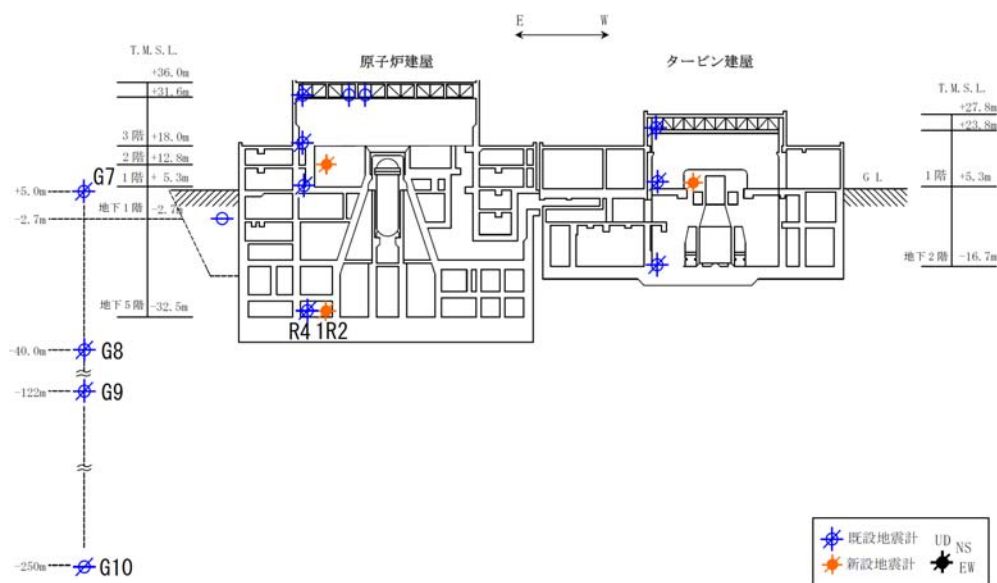 E W
T.M.S.L.
原子炉建屋
タービン建屋
+36.0m
+31.6m
3階 +18.0m
2階 +12.8m
1階 + 5.3m
地下1階 -2.7m
地下5階 -32.5m
G7
+5.0m
-2.7m
R4 1R2
-40.0m
G8
-122m
G9
-250m
G10
T.M.S.L.
+27.8m
+23.8m
GL
1階 +5.3m
地下2階 -16.7m
既設地震計
新設地震計
UD
NS
EW